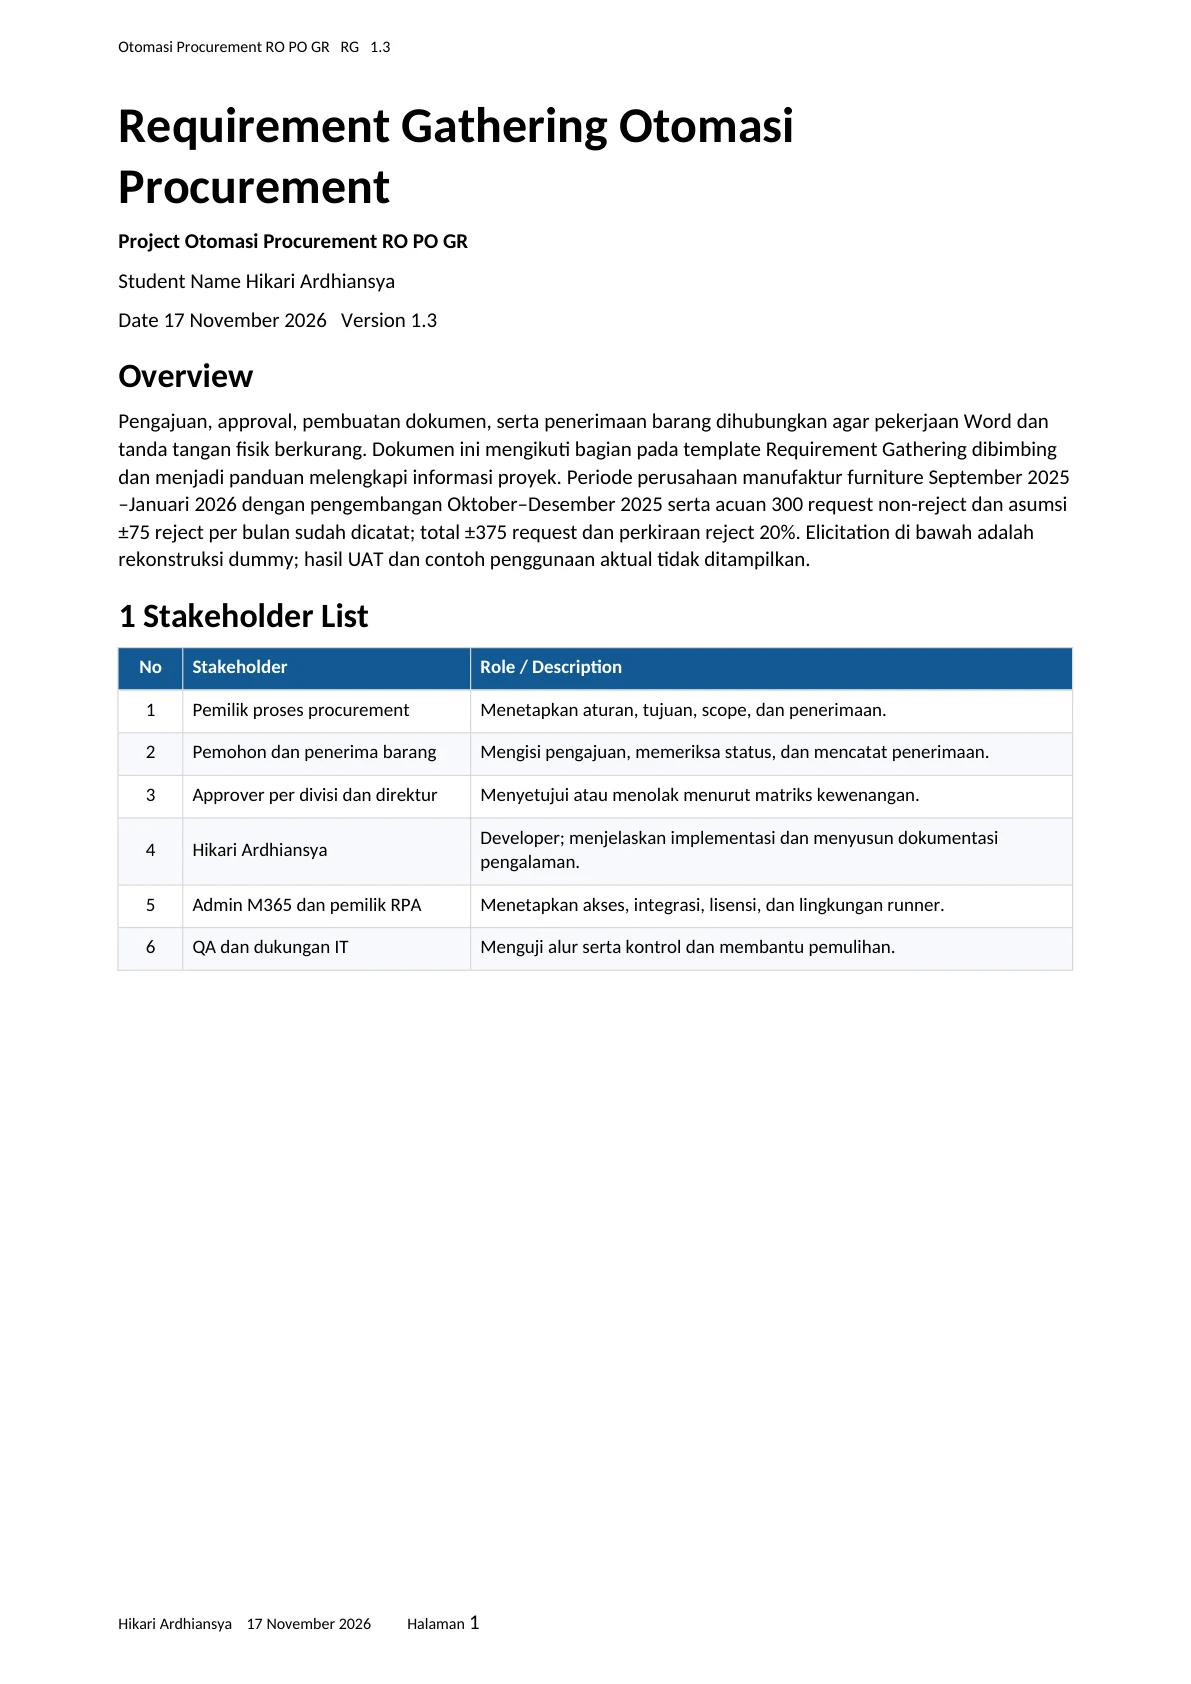 Otomasi Procurement RO PO GR   RG   1.3
Requirement Gathering Otomasi
Procurement
Project Otomasi Procurement RO PO GR
Student Name Hikari Ardhiansya
Date 17 November 2026   Version 1.3
Overview
Pengajuan, approval, pembuatan dokumen, serta penerimaan barang dihubungkan agar pekerjaan Word dan
tanda tangan fisik berkurang. Dokumen ini mengikuti bagian pada template Requirement Gathering dibimbing
dan menjadi panduan melengkapi informasi proyek. Periode perusahaan manufaktur furniture September 2025
–Januari 2026 dengan pengembangan Oktober–Desember 2025 serta acuan 300 request non-reject dan asumsi
±75 reject per bulan sudah dicatat; total ±375 request dan perkiraan reject 20%. Elicitation di bawah adalah
rekonstruksi dummy; hasil UAT dan contoh penggunaan aktual tidak ditampilkan.
1 Stakeholder List
No   Stakeholder   Role / Description
1   Pemilik proses procurement   Menetapkan aturan, tujuan, scope, dan penerimaan.
2   Pemohon dan penerima barang   Mengisi pengajuan, memeriksa status, dan mencatat penerimaan.
3   Approver per divisi dan direktur   Menyetujui atau menolak menurut matriks kewenangan.
4   Hikari Ardhiansya   Developer; menjelaskan implementasi dan menyusun dokumentasi
pengalaman.
5   Admin M365 dan pemilik RPA   Menetapkan akses, integrasi, lisensi, dan lingkungan runner.
6   QA dan dukungan IT   Menguji alur serta kontrol dan membantu pemulihan.
Hikari Ardhiansya   17 November 2026   Halaman 1